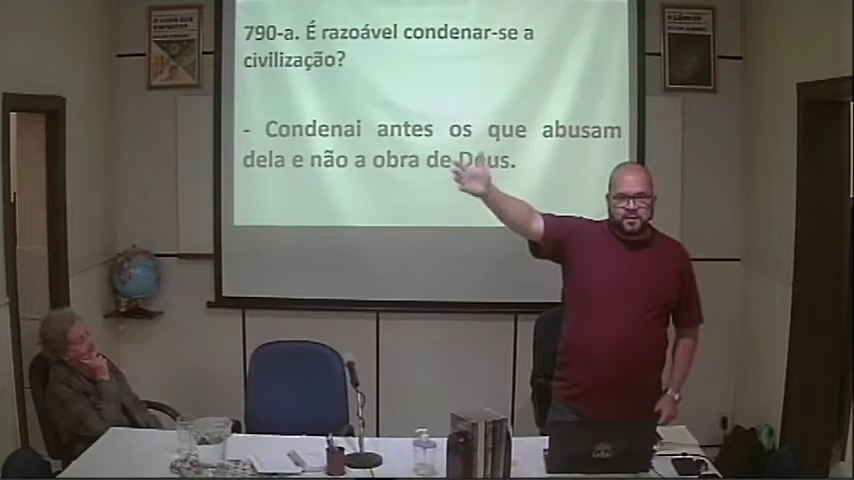 790-a. É razoável condenar-se a
civilização?
- Condenai antes os que abusam
dela e não a obra de Deus.